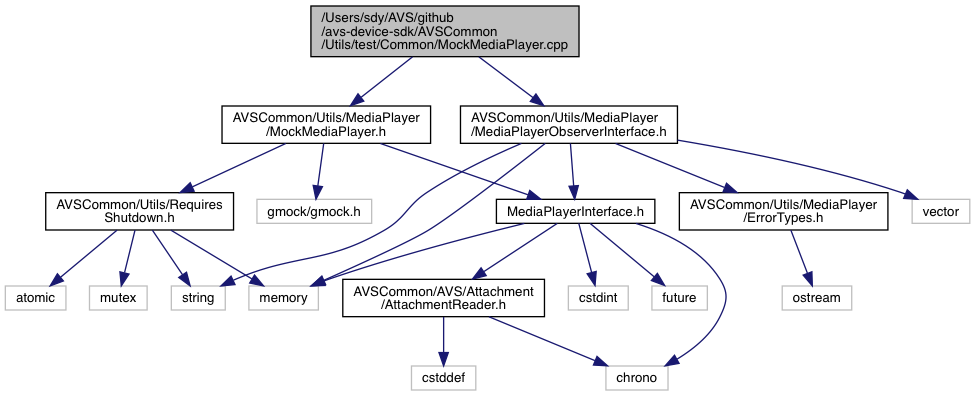 /Users/sdy/AVS/github
/avs-device-sdk/AVSCommon
/Utils/test/Common/MockMediaPlayer.cpp
AVSCommon/Utils/MediaPlayer
/MockMediaPlayer.h
AVSCommon/Utils/MediaPlayer
/MediaPlayerObserverInterface.h
AVSCommon/Utils/Requires
Shutdown.h
gmock/gmock.h
MediaPlayerInterface.h
AVSCommon/Utils/MediaPlayer
/ErrorTypes.h
vector
atomic
mutex
string
memory
AVSCommon/AVS/Attachment
/AttachmentReader.h
cstdint
future
ostream
cstddef
chrono